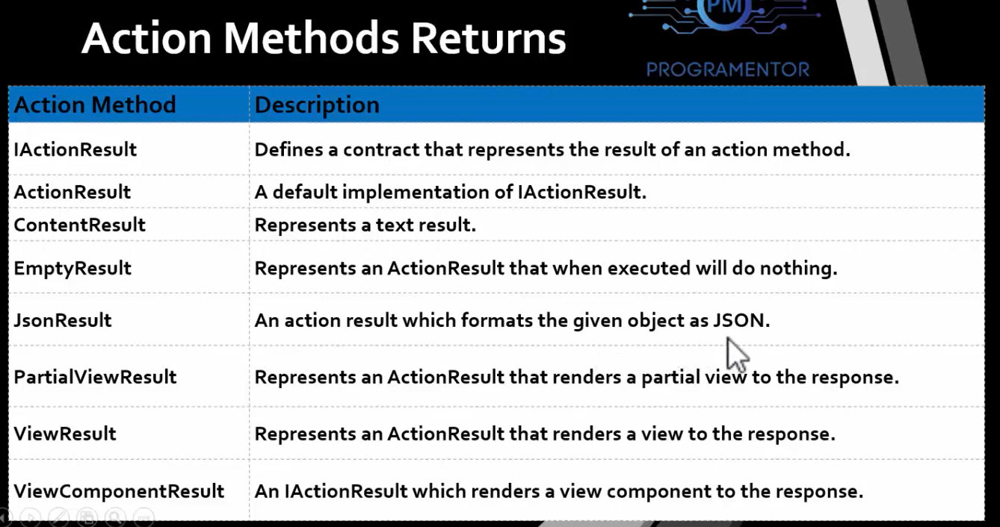 PM
Action Methods Returns
PROGRAMENTOR
Action Method Description
IActionResult Defines a contract that represents the result of an action method.
ActionResult A default implementation of IActionResult.
ContentResult Represents a text result.
EmptyResult Represents an ActionResult that when executed will do nothing.
JsonResult An action result which formats the given object as JSON.
PartialViewResult Represents an ActionResult that renders a partial view to the response.
ViewResult Represents an ActionResult that renders a view to the response.
ViewComponentResult An IActionResult which renders a view component to the response.